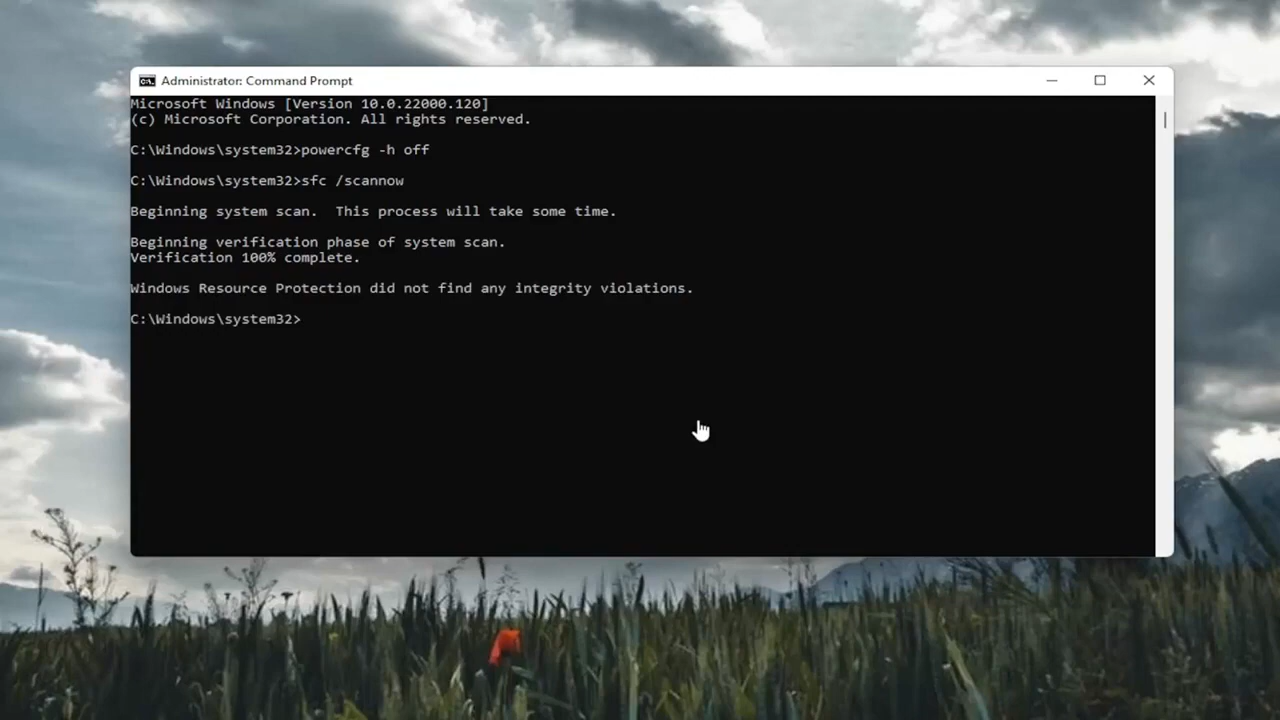 Administrator: Command Prompt
Microsoft Windows [Version 10.0.22000.120]
(c) Microsoft Corporation. All rights reserved.
C:\Windows\system32>powercfg -h off
C:\Windows\system32>sfc /scannow
Beginning system scan.  This process will take some time.
Beginning verification phase of system scan.
Verification 100% complete.
Windows Resource Protection did not find any integrity violations.
C:\Windows\system32>